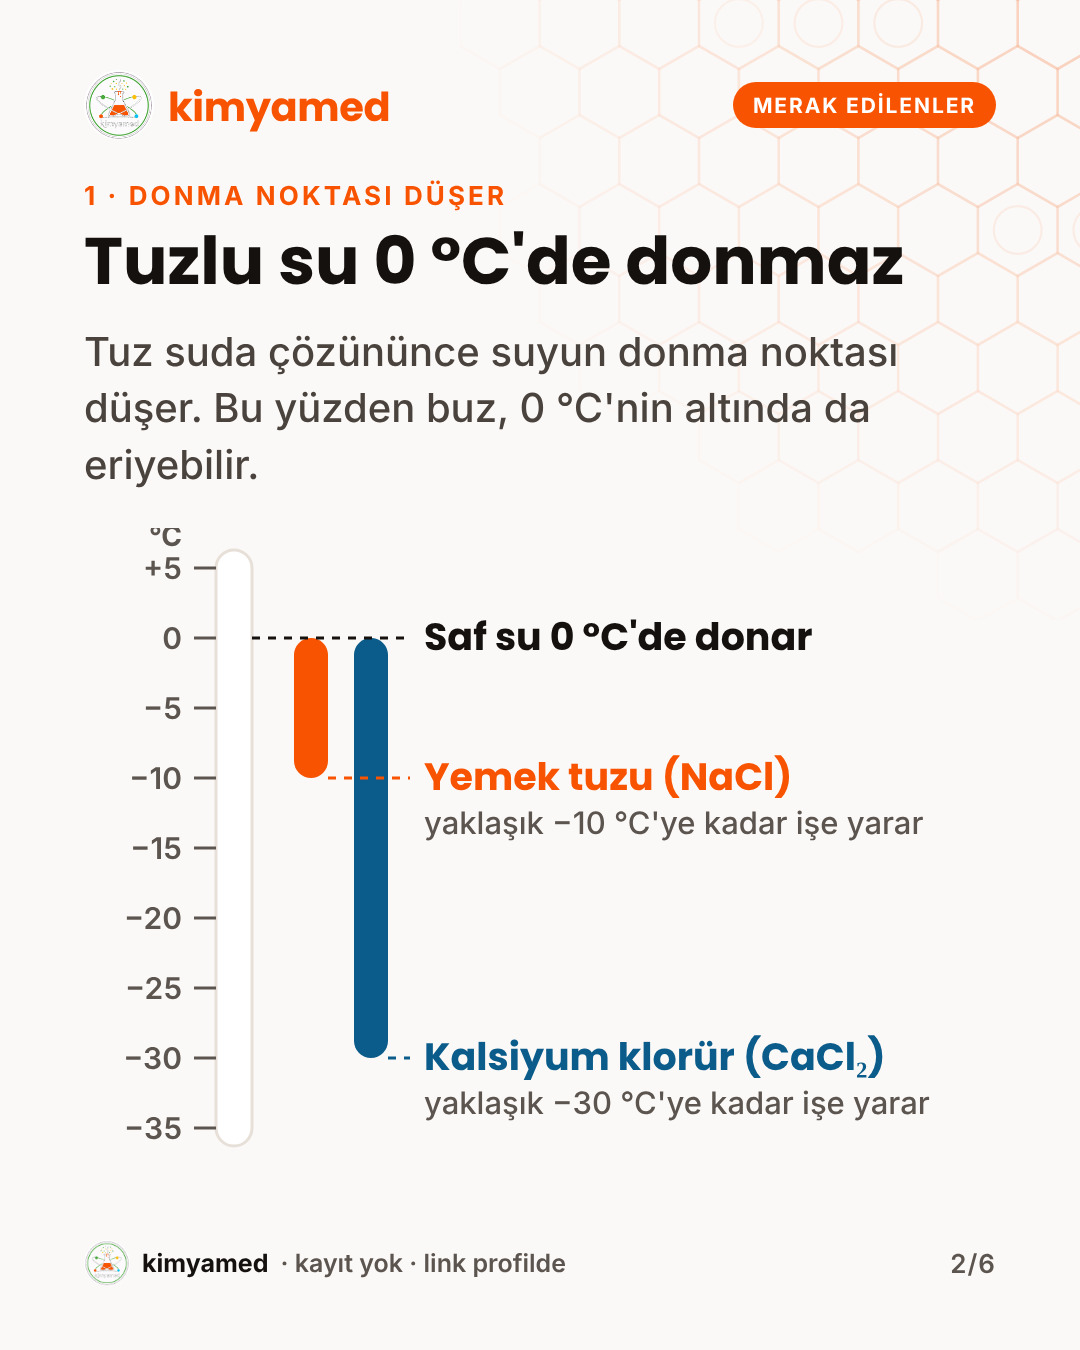 kimyamed
MERAK EDİLENLER
1 · DONMA NOKTASI DÜŞER
Tuzlu su 0 °C'de donmaz
Tuz suda çözününce suyun donma noktası
düşer. Bu yüzden buz, 0 °C'nin altında da
eriyebilir.
°C
+5
0
Saf su 0 °C'de donar
−5
−10
Yemek tuzu (NaCl)
yaklaşık −10 °C'ye kadar işe yarar
−15
−20
−25
−30
Kalsiyum klorür (CaCl₂)
yaklaşık −30 °C'ye kadar işe yarar
−35
kimyamed · kayıt yok · link profilde
2/6